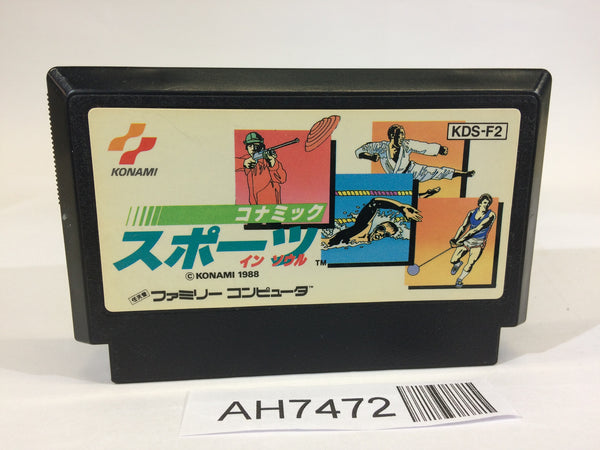 KONAMI
KDS-F2
コナミック
スポーツ
イン ソウル
TM
© KONAMI 1988
任天堂 ファミリー コンピュータ TM
AH7472